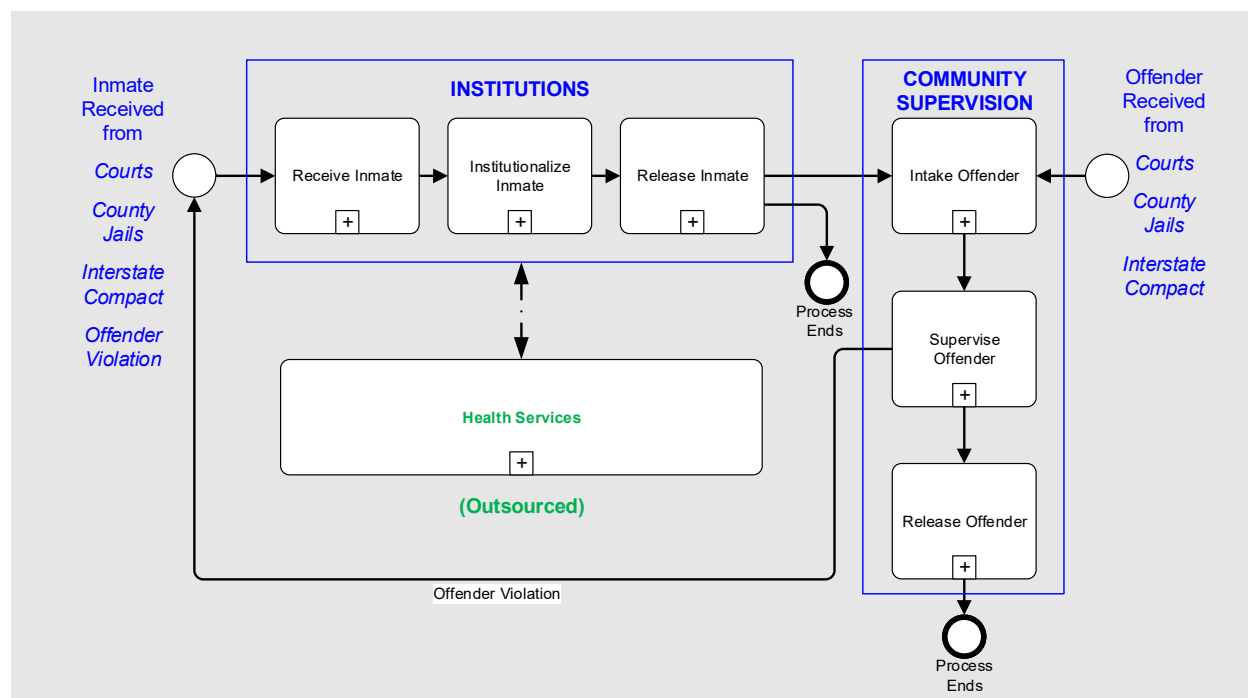 Inmate
Received
from
Courts
County
Jails
Interstate
Compact
Offender
Violation
INSTITUTIONS
Receive Inmate
+
Institutionalize
Inmate
+
Release Inmate
+
Process
Ends
Health Services
+
(Outsourced)
Offender Violation
COMMUNITY
SUPERVISION
Intake Offender
+
Supervise
Offender
+
Release Offender
+
Process
Ends
Offender
Received
from
Courts
County
Jails
Interstate
Compact